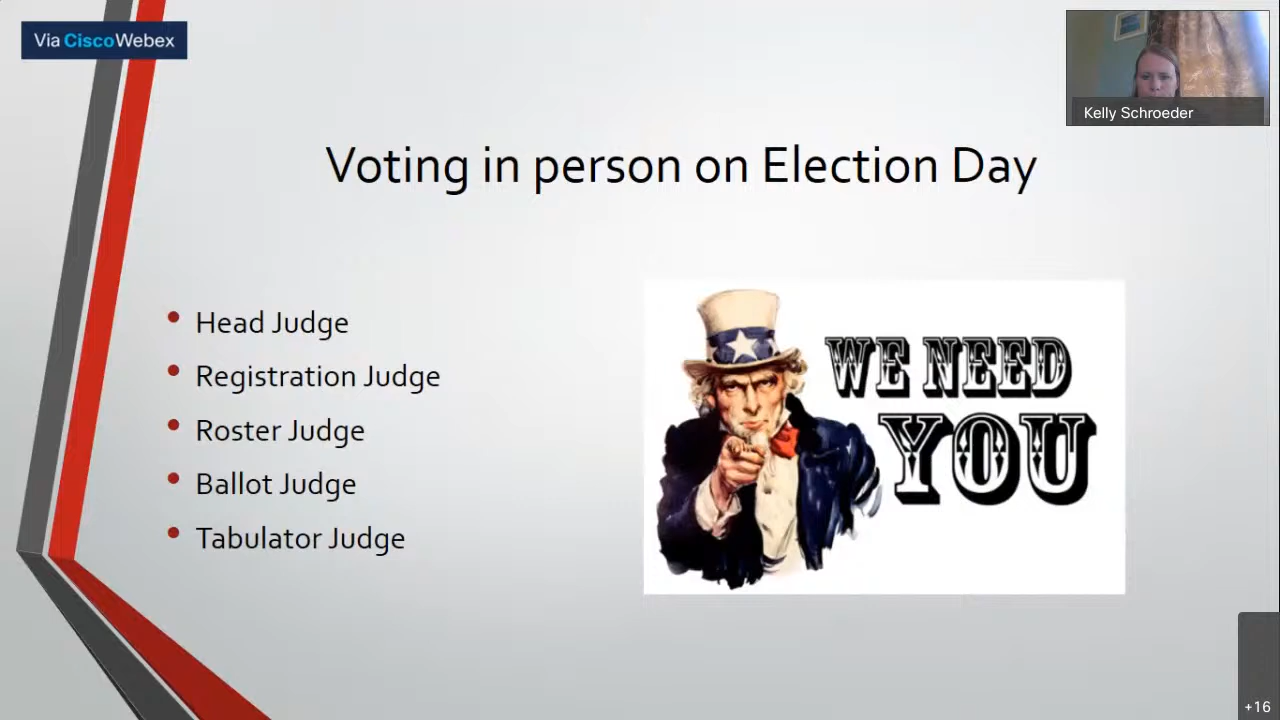 Via CiscoWebex
Kelly Schroeder
Voting in person on Election Day
• Head Judge
• Registration Judge
• Roster Judge
• Ballot Judge
• Tabulator Judge
WE NEED
YOU
+16